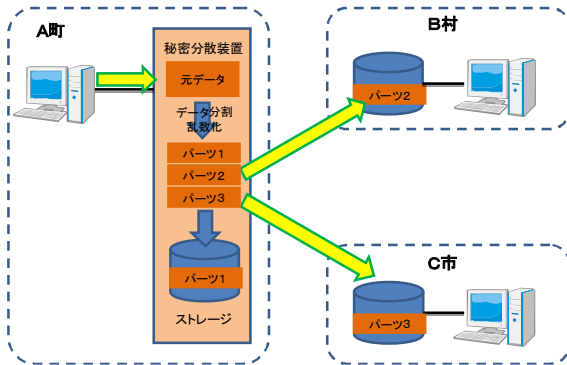 A町
秘密分散装置
元データ
データ分割
乱数化
パーツ1
パーツ2
パーツ3
パーツ1
ストレージ
B村
パーツ2
C市
パーツ3